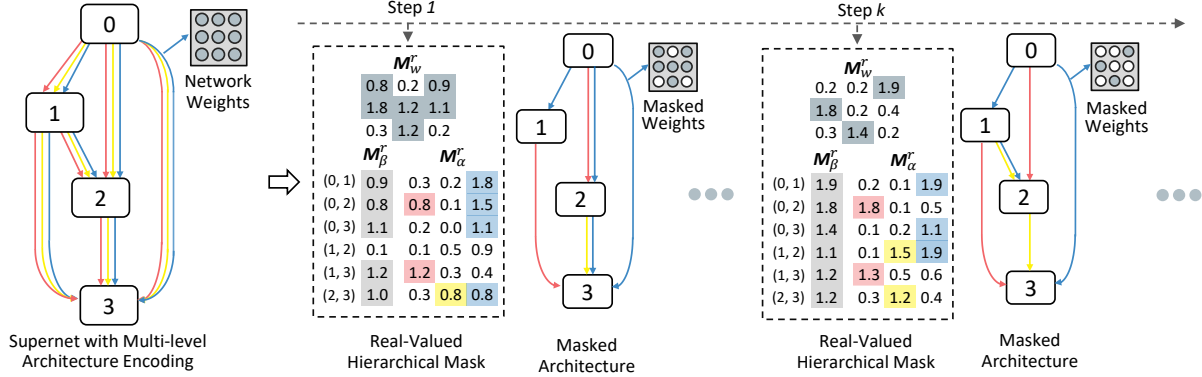 Step 1
Step k
0
1
2
3
Network
Weights
Supernet with Multi-level
Architecture Encoding
M_w^r
0.8 0.2 0.9
1.8 1.2 1.1
0.3 1.2 0.2
M_β^r M_α^r
(0, 1) 0.9 0.3 0.2 1.8
(0, 2) 0.8 0.8 0.1 1.5
(0, 3) 1.1 0.2 0.0 1.1
(1, 2) 0.1 0.1 0.5 0.9
(1, 3) 1.2 1.2 0.3 0.4
(2, 3) 1.0 0.3 0.8 0.8
Real-Valued
Hierarchical Mask
0
1
2
3
Masked
Weights
Masked
Architecture
M_w^r
0.2 0.2 1.9
1.8 0.2 0.4
0.3 1.4 0.2
M_β^r M_α^r
(0, 1) 1.9 0.2 0.1 1.9
(0, 2) 1.8 1.8 0.1 0.5
(0, 3) 1.4 0.1 0.2 1.1
(1, 2) 1.1 0.1 1.5 1.9
(1, 3) 1.2 1.3 0.5 0.6
(2, 3) 1.2 0.3 1.2 0.4
Real-Valued
Hierarchical Mask
0
1
2
3
Masked
Weights
Masked
Architecture